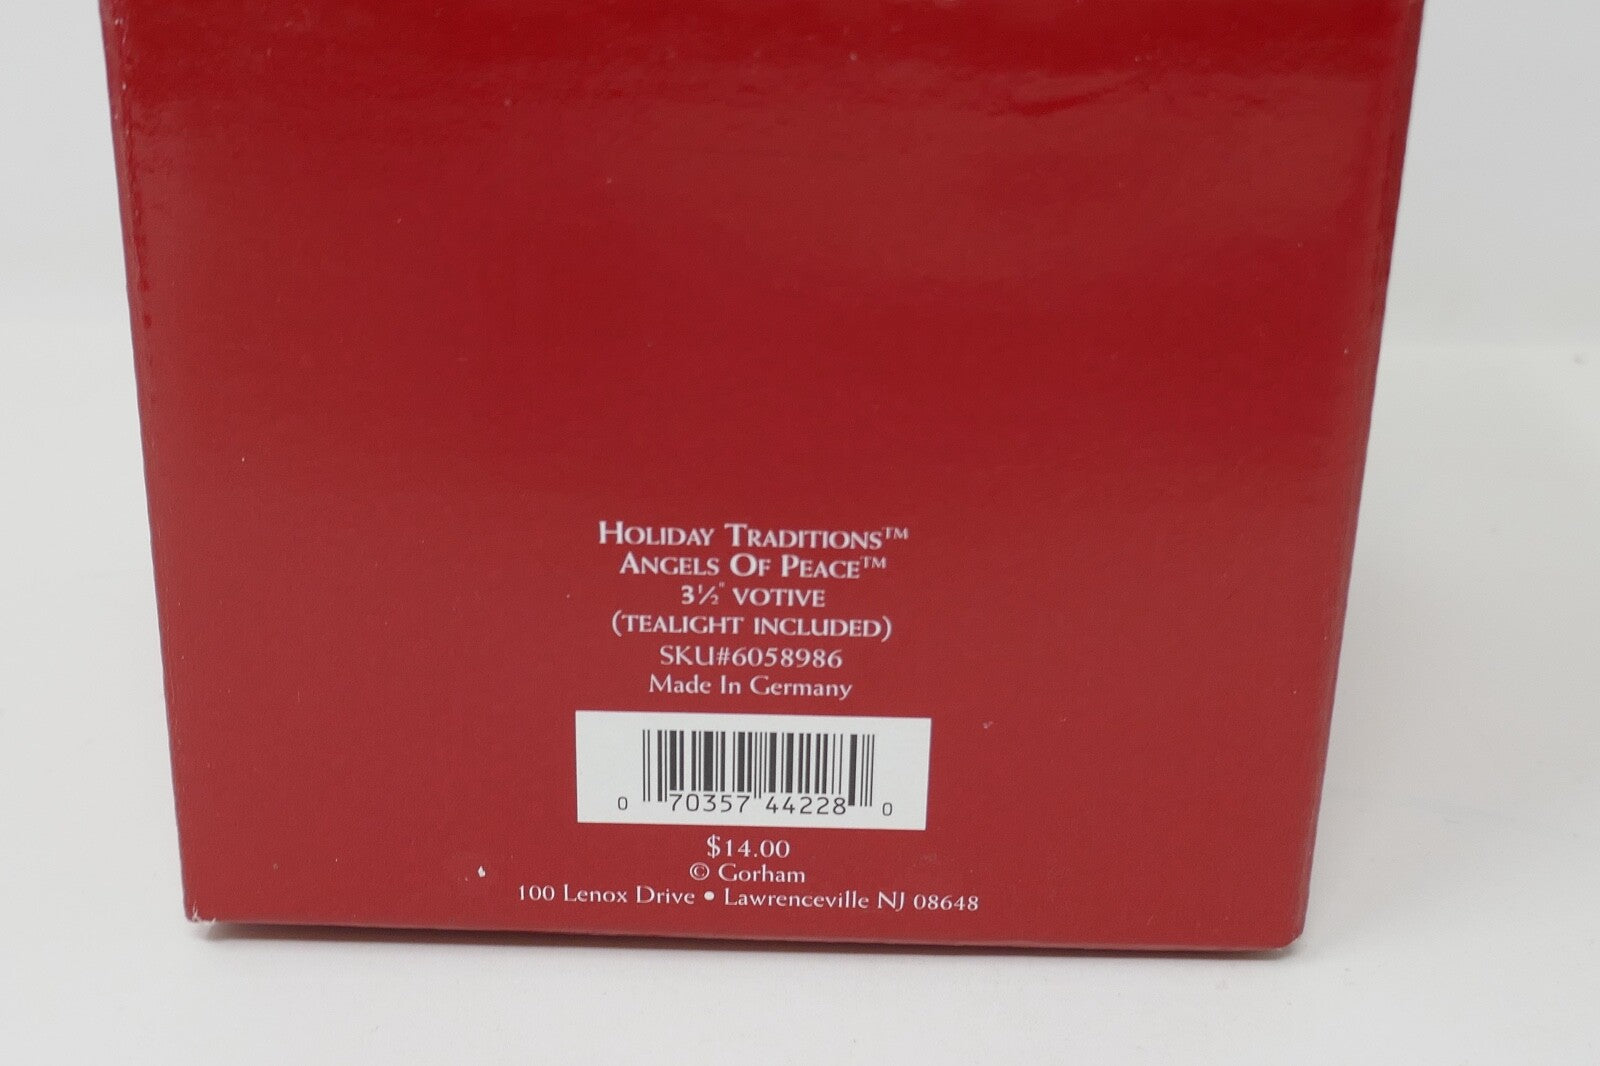 HOLIDAY TRADITIONS™
ANGELS OF PEACE™
3½" VOTIVE
(TEALIGHT INCLUDED)
SKU#6058986
Made In Germany
0 70357 44228 0
$14.00
© Gorham
100 Lenox Drive • Lawrenceville NJ 08648